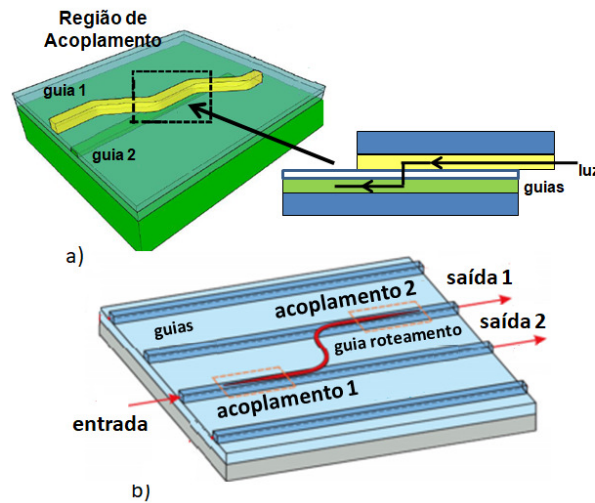 Região de
Acoplamento
guia 1
guia 2
luz
guias
a)
saída 1
acoplamento 2
saída 2
guias
guia roteamento
acoplamento 1
entrada
b)